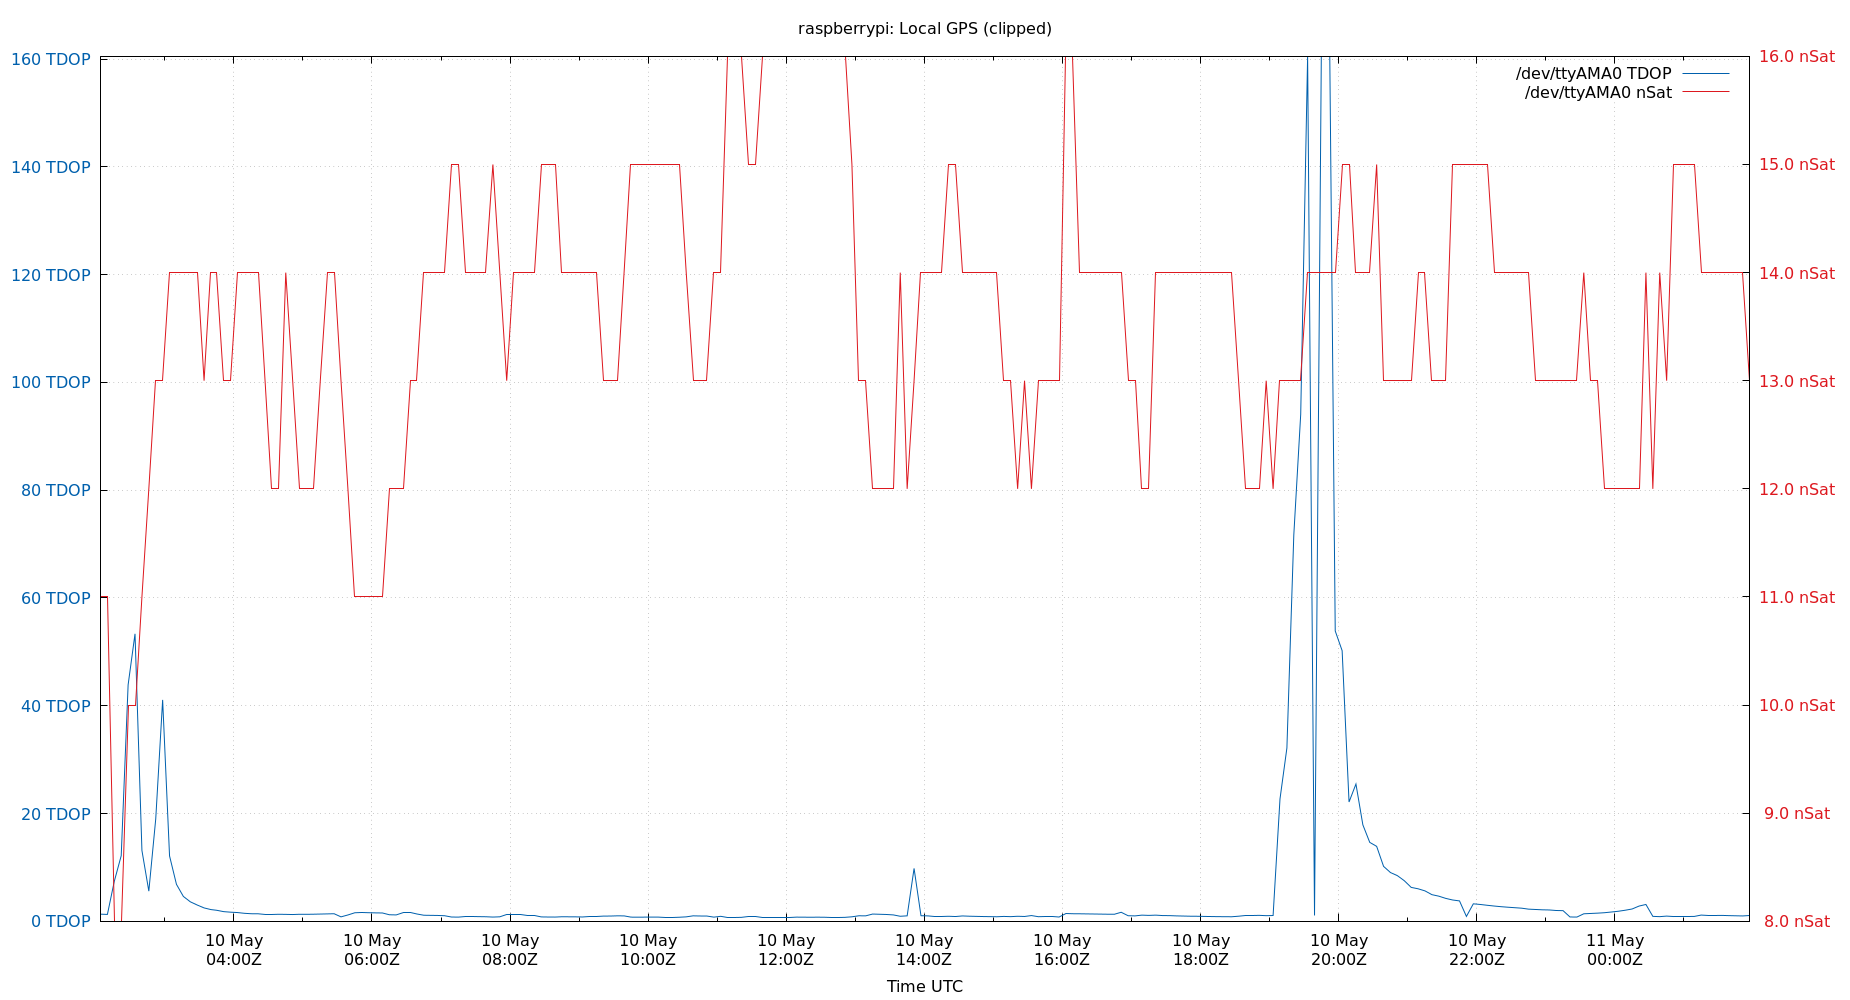 raspberrypi: Local GPS (clipped)
160 TDOP
140 TDOP
120 TDOP
100 TDOP
80 TDOP
60 TDOP
40 TDOP
20 TDOP
0 TDOP
16.0 nSat
15.0 nSat
14.0 nSat
13.0 nSat
12.0 nSat
11.0 nSat
10.0 nSat
9.0 nSat
8.0 nSat
/dev/ttyAMA0 TDOP
/dev/ttyAMA0 nSat
10 May
04:00Z
10 May
06:00Z
10 May
08:00Z
10 May
10:00Z
10 May
12:00Z
10 May
14:00Z
10 May
16:00Z
10 May
18:00Z
10 May
20:00Z
10 May
22:00Z
11 May
00:00Z
Time UTC